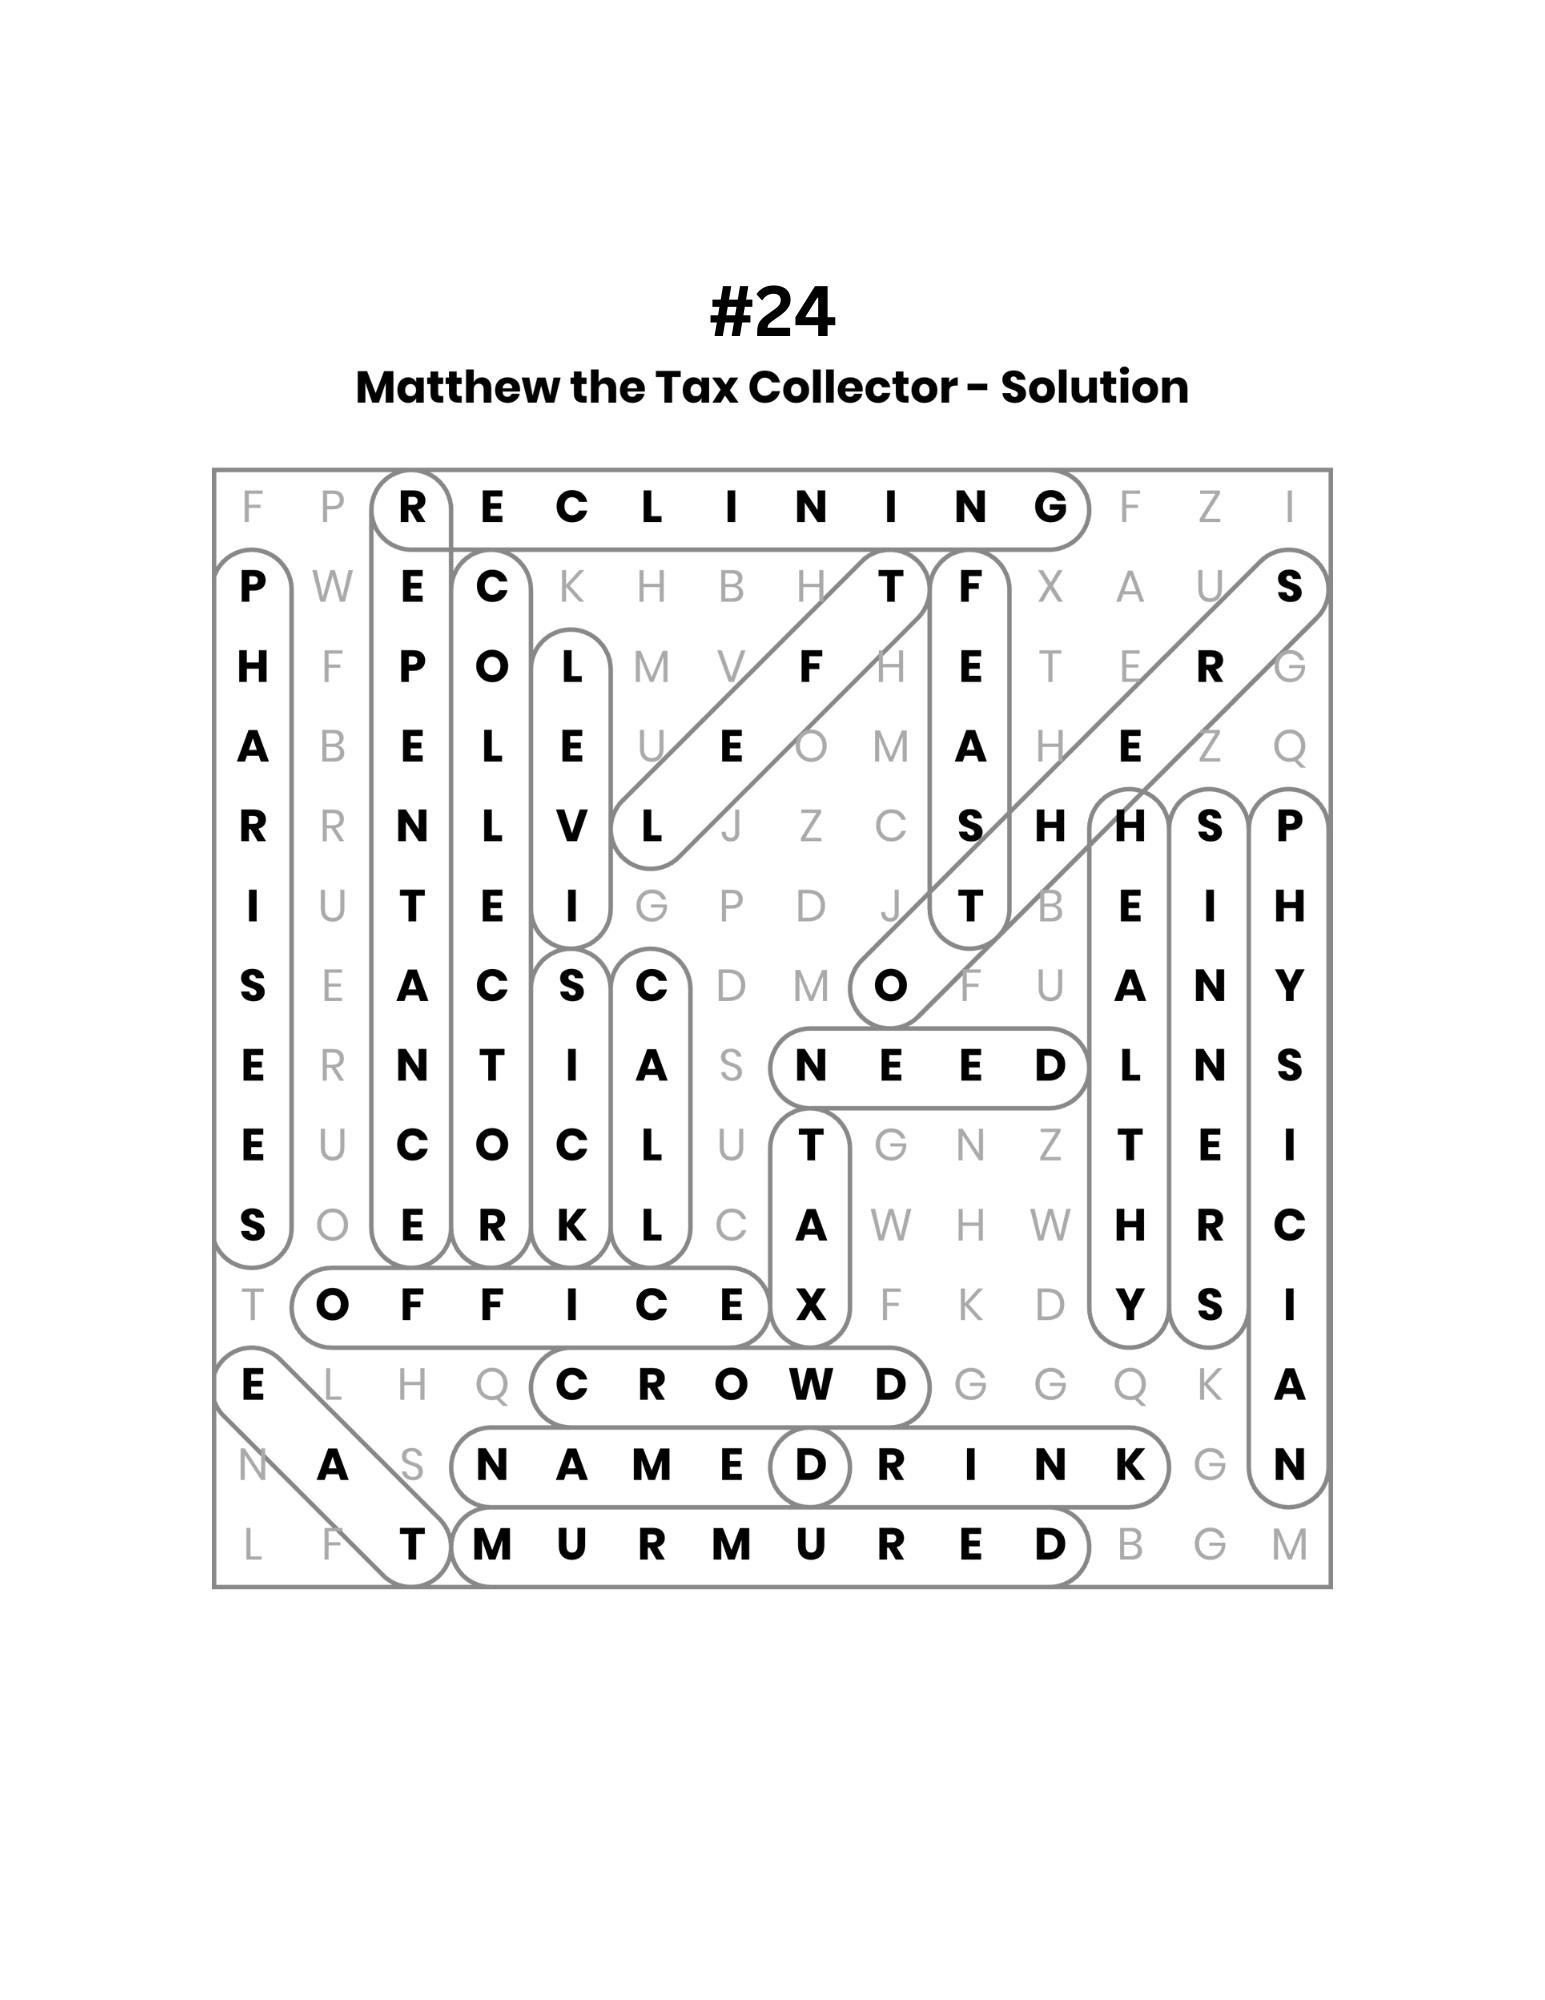 #24
Matthew the Tax Collector - Solution
F P R E C L I N I N G F Z I
P W E C K H B H T F X A U S
H F P O L M V F H E T E R G
A B E L E U E O M A H E Z Q
R R N L V L J Z C S H H S P
I U T E I G P D J T B E I H
S E A C S C D M O F U A N Y
E R N T I A S N E E D L N S
E U C O C L U T G N Z T E I
S O E R K L C A W H W H R C
T O F F I C E X F K D Y S I
E L H Q C R O W D G G Q K A
N A S N A M E D R I N K G N
L F T M U R M U R E D B G M